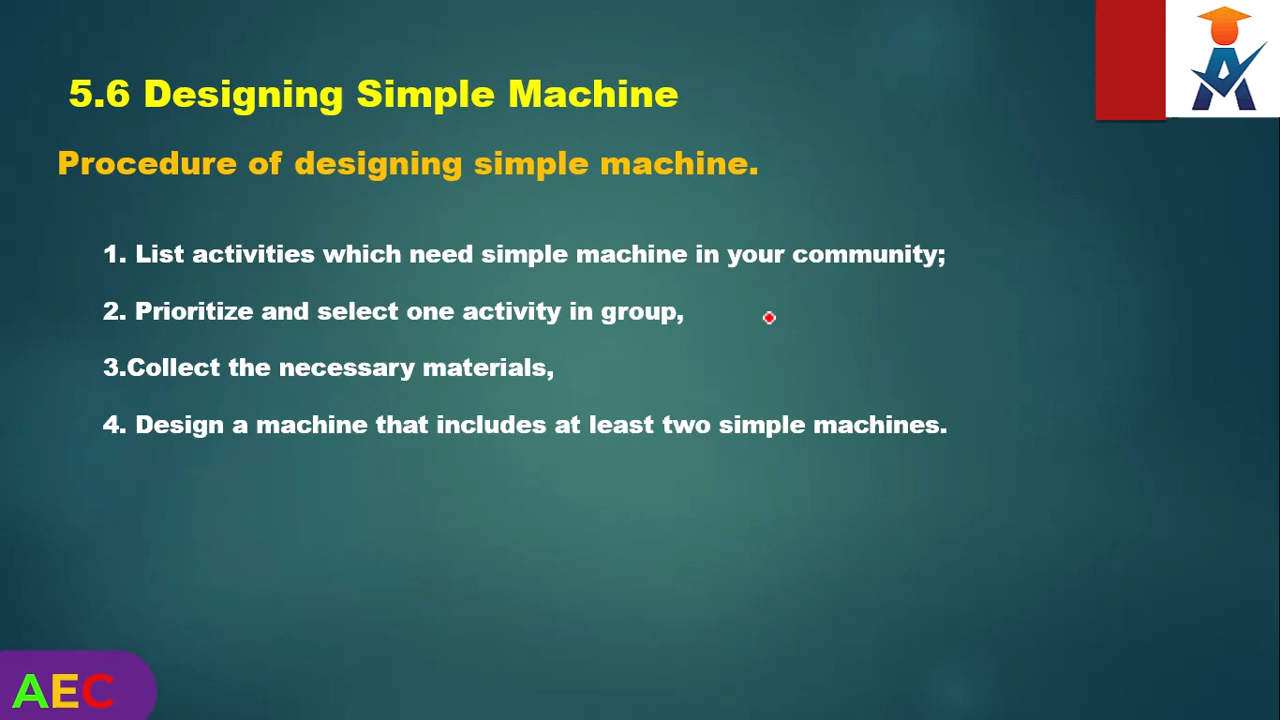 5.6 Designing Simple Machine
Procedure of designing simple machine.
1. List activities which need simple machine in your community;
2. Prioritize and select one activity in group,
3.Collect the necessary materials,
4. Design a machine that includes at least two simple machines.
AEC